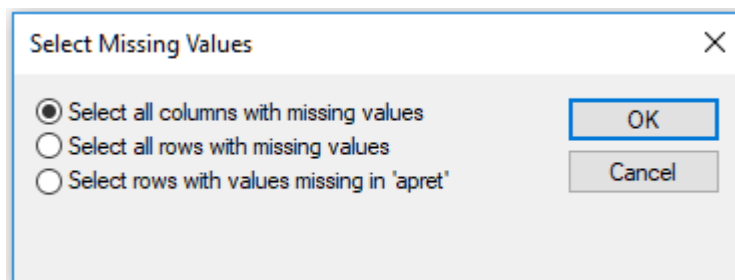 Select Missing Values
Select all columns with missing values
OK
Select all rows with missing values
Cancel
Select rows with values missing in 'apret'